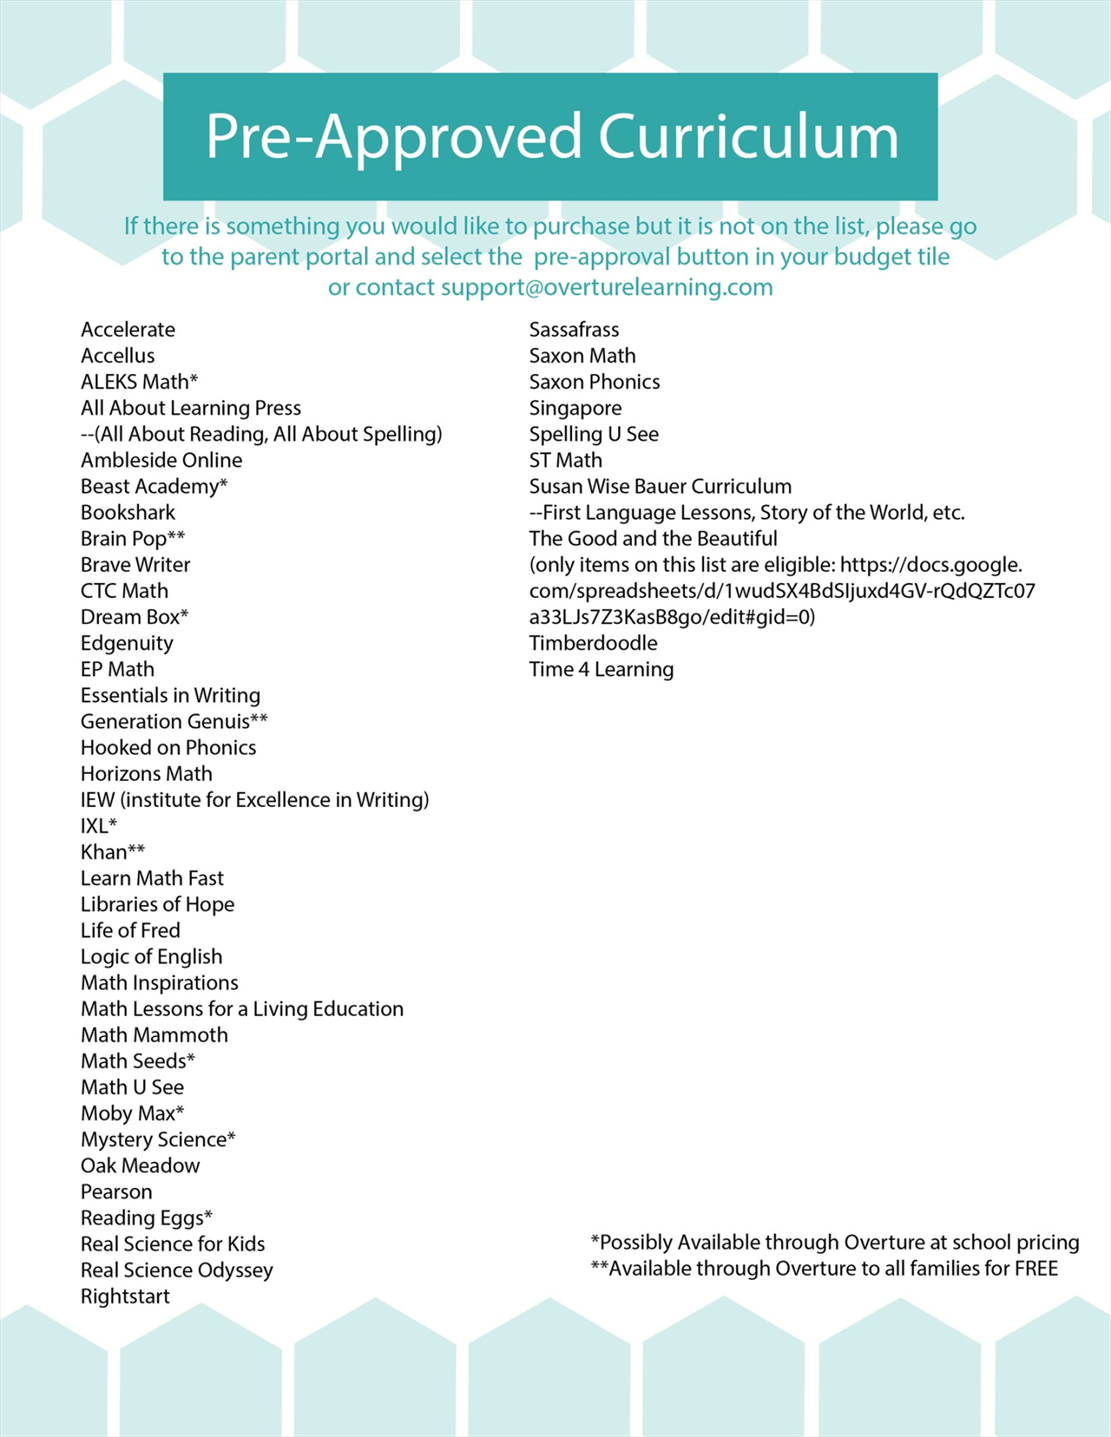 Pre-Approved Curriculum
If there is something you would like to purchase but it is not on the list, please go
to the parent portal and select the pre-approval button in your budget tile
or contact support@overturelearning.com
Accelerate
Accellus
ALEKS Math*
All About Learning Press
--(All About Reading, All About Spelling)
Ambleside Online
Beast Academy*
Bookshark
Brain Pop**
Brave Writer
CTC Math
Dream Box*
Edgenuity
EP Math
Essentials in Writing
Generation Genuis**
Hooked on Phonics
Horizons Math
IEW (institute for Excellence in Writing)
IXL*
Khan**
Learn Math Fast
Libraries of Hope
Life of Fred
Logic of English
Math Inspirations
Math Lessons for a Living Education
Math Mammoth
Math Seeds*
Math U See
Moby Max*
Mystery Science*
Oak Meadow
Pearson
Reading Eggs*
Real Science for Kids
Real Science Odyssey
Rightstart
Sassafrass
Saxon Math
Saxon Phonics
Singapore
Spelling U See
ST Math
Susan Wise Bauer Curriculum
--First Language Lessons, Story of the World, etc.
The Good and the Beautiful
(only items on this list are eligible: https://docs.google.
com/spreadsheets/d/1wudSX4BdSIjuxd4GV-rQdQZTc07
a33LJs7Z3KasB8go/edit#gid=0)
Timberdoodle
Time 4 Learning
*Possibly Available through Overture at school pricing
**Available through Overture to all families for FREE